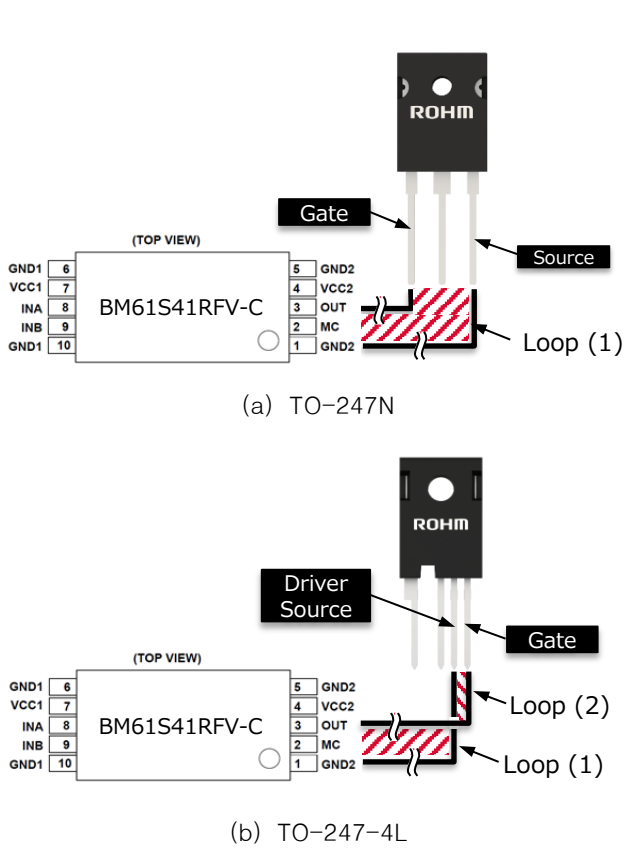 ROHM
Gate
Source
(TOP VIEW)
GND1 6
VCC1 7
INA 8
INB 9
GND1 10
BM61S41RFV-C
5 GND2
4 VCC2
3 OUT
2 MC
1 GND2
Loop (1)
(a) TO-247N
ROHM
Driver
Source
Gate
(TOP VIEW)
GND1 6
VCC1 7
INA 8
INB 9
GND1 10
BM61S41RFV-C
5 GND2
4 VCC2
3 OUT
2 MC
1 GND2
Loop (2)
Loop (1)
(b) TO-247-4L